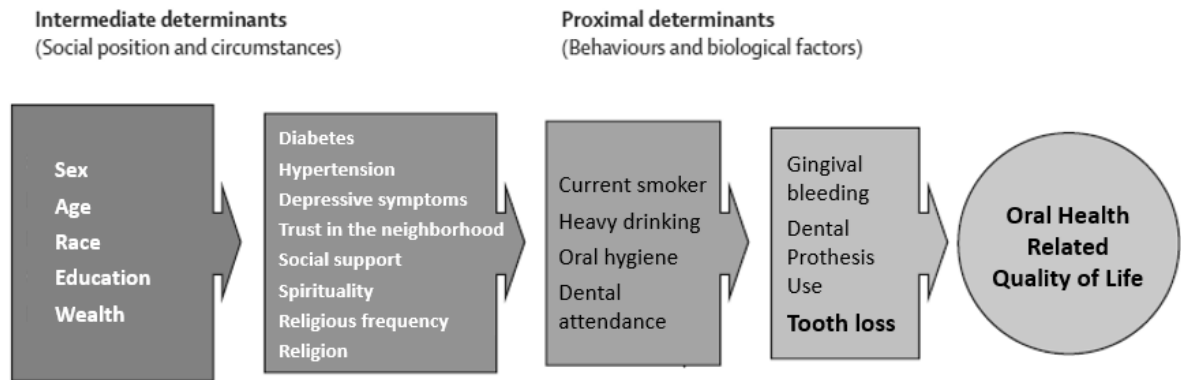 Intermediate determinants
(Social position and circumstances)
Proximal determinants
(Behaviours and biological factors)
Sex
Age
Race
Education
Wealth
Diabetes
Hypertension
Depressive symptoms
Trust in the neighborhood
Social support
Spirituality
Religious frequency
Religion
Current smoker
Heavy drinking
Oral hygiene
Dental
attendance
Gingival
bleeding
Dental
Prothesis
Use
Tooth loss
Oral Health
Related
Quality of Life